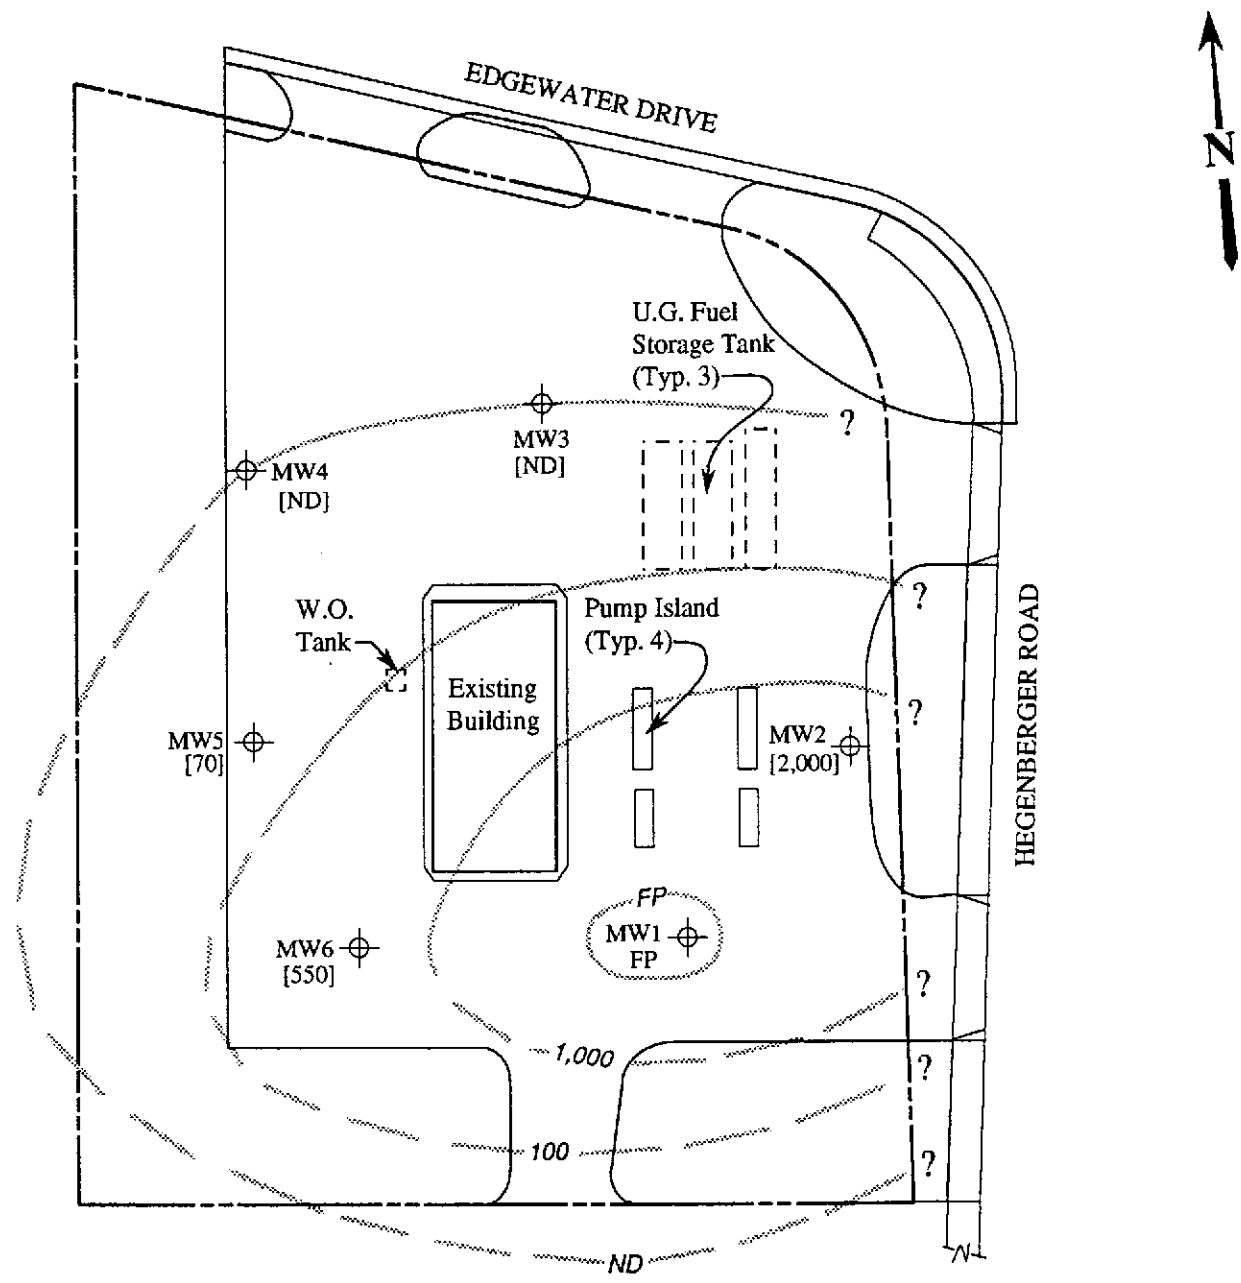 EDGEWATER DRIVE
N
U.G. Fuel
Storage Tank
(Typ. 3)
?
MW3
[ND]
MW4
[ND]
W.O.
Tank
Pump Island
(Typ. 4)
?
Existing
Building
?
MW5
[70]
MW2
[2,000]
HEGENBERGER ROAD
FP
MW1
FP
MW6
[550]
?
1,000
?
100
?
ND
N